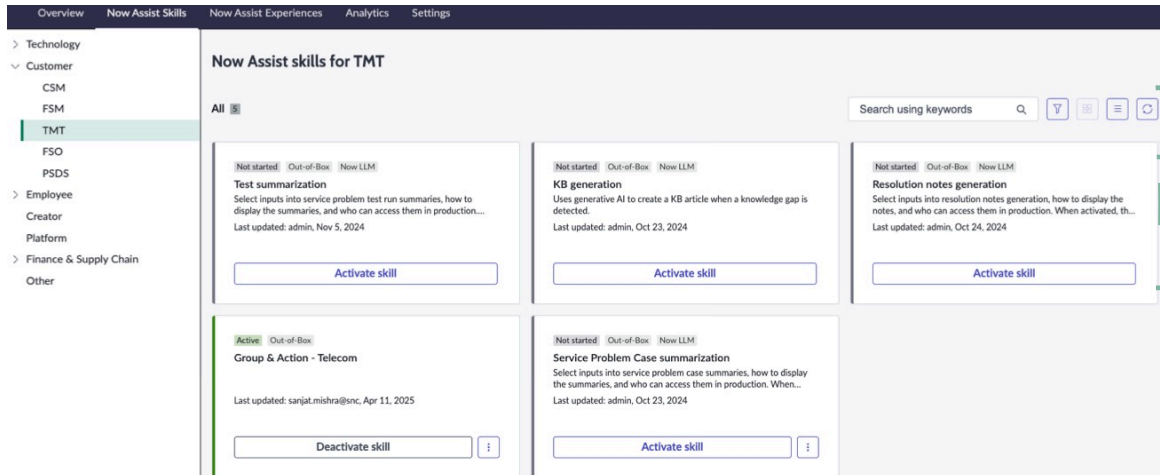 Overview Now Assist Skills Now Assist Experiences Analytics Settings
Technology
Customer
CSM
FSM
TMT
FSO
PSDS
Employee
Creator
Platform
Finance & Supply Chain
Other
Now Assist skills for TMT
All 5
Search using keywords
Not started Out-of-Box Now LLM
Test summarization
Select inputs into service problem test run summaries, how to
display the summaries, and who can access them in production....
Last updated: admin, Nov 5, 2024
Activate skill
Not started Out-of-Box Now LLM
KB generation
Uses generative AI to create a KB article when a knowledge gap is
detected.
Last updated: admin, Oct 23, 2024
Activate skill
Not started Out-of-Box Now LLM
Resolution notes generation
Select inputs into resolution notes generation, how to display the
notes, and who can access them in production. When activated, th...
Last updated: admin, Oct 24, 2024
Activate skill
Active Out-of-Box
Group & Action - Telecom
Last updated: sanjat.mishra@snc, Apr 11, 2025
Deactivate skill
Not started Out-of-Box Now LLM
Service Problem Case summarization
Select inputs into service problem case summaries, how to display
the summaries, and who can access them in production. When...
Last updated: admin, Oct 23, 2024
Activate skill